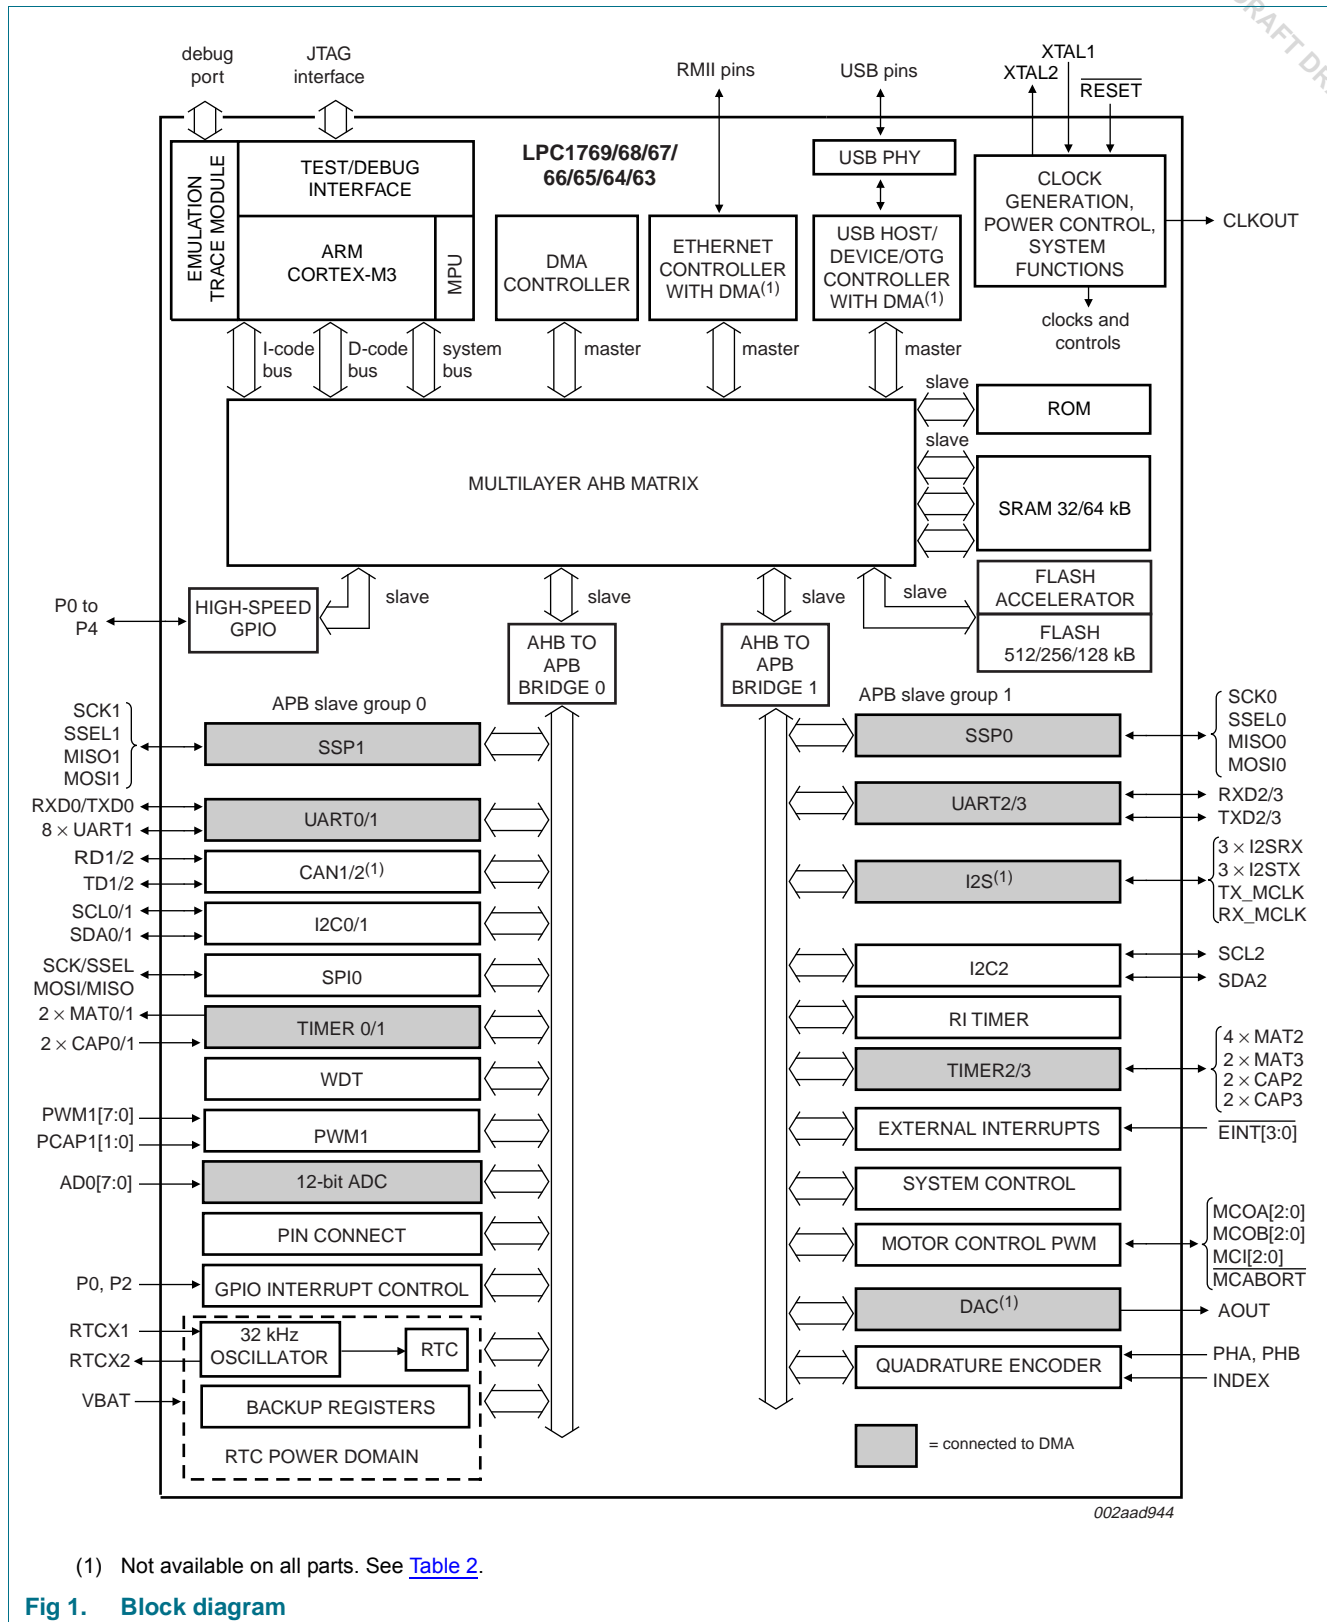 DRAFT DR
debug port
JTAG interface
RMII pins
USB pins
XTAL1
XTAL2
RESET
EMULATION TRACE MODULE
TEST/DEBUG INTERFACE
LPC1769/68/67/
66/65/64/63
USB PHY
CLOCK
GENERATION,
POWER CONTROL,
SYSTEM
FUNCTIONS
CLKOUT
ARM
CORTEX-M3
MPU
DMA
CONTROLLER
ETHERNET
CONTROLLER
WITH DMA(1)
USB HOST/
DEVICE/OTG
CONTROLLER
WITH DMA(1)
clocks and
controls
I-code
bus
D-code
bus
system
bus
master
master
master
slave
ROM
slave
MULTILAYER AHB MATRIX
SRAM 32/64 kB
P0 to
P4
HIGH-SPEED
GPIO
slave
slave
slave
slave
FLASH
ACCELERATOR
FLASH
512/256/128 kB
AHB TO
APB
BRIDGE 0
AHB TO
APB
BRIDGE 1
APB slave group 0
APB slave group 1
SCK1
SSEL1
MISO1
MOSI1
SSP1
SSP0
SCK0
SSEL0
MISO0
MOSI0
RXD0/TXD0
8 × UART1
UART0/1
UART2/3
RXD2/3
TXD2/3
RD1/2
TD1/2
CAN1/2(1)
I2S(1)
3 × I2SRX
3 × I2STX
TX_MCLK
RX_MCLK
SCL0/1
SDA0/1
I2C0/1
I2C2
SCL2
SDA2
SCK/SSEL
MOSI/MISO
SPI0
RI TIMER
2 × MAT0/1
2 × CAP0/1
TIMER 0/1
TIMER2/3
4 × MAT2
2 × MAT3
2 × CAP2
2 × CAP3
WDT
PWM1[7:0]
PCAP1[1:0]
PWM1
EXTERNAL INTERRUPTS
EINT[3:0]
AD0[7:0]
12-bit ADC
SYSTEM CONTROL
PIN CONNECT
MOTOR CONTROL PWM
MCOA[2:0]
MCOB[2:0]
MCI[2:0]
MCABORT
P0, P2
GPIO INTERRUPT CONTROL
DAC(1)
AOUT
RTCX1
RTCX2
32 kHz
OSCILLATOR
RTC
QUADRATURE ENCODER
PHA, PHB
INDEX
VBAT
BACKUP REGISTERS
RTC POWER DOMAIN
= connected to DMA
002aad944
(1) Not available on all parts. See Table 2.
Fig 1. Block diagram